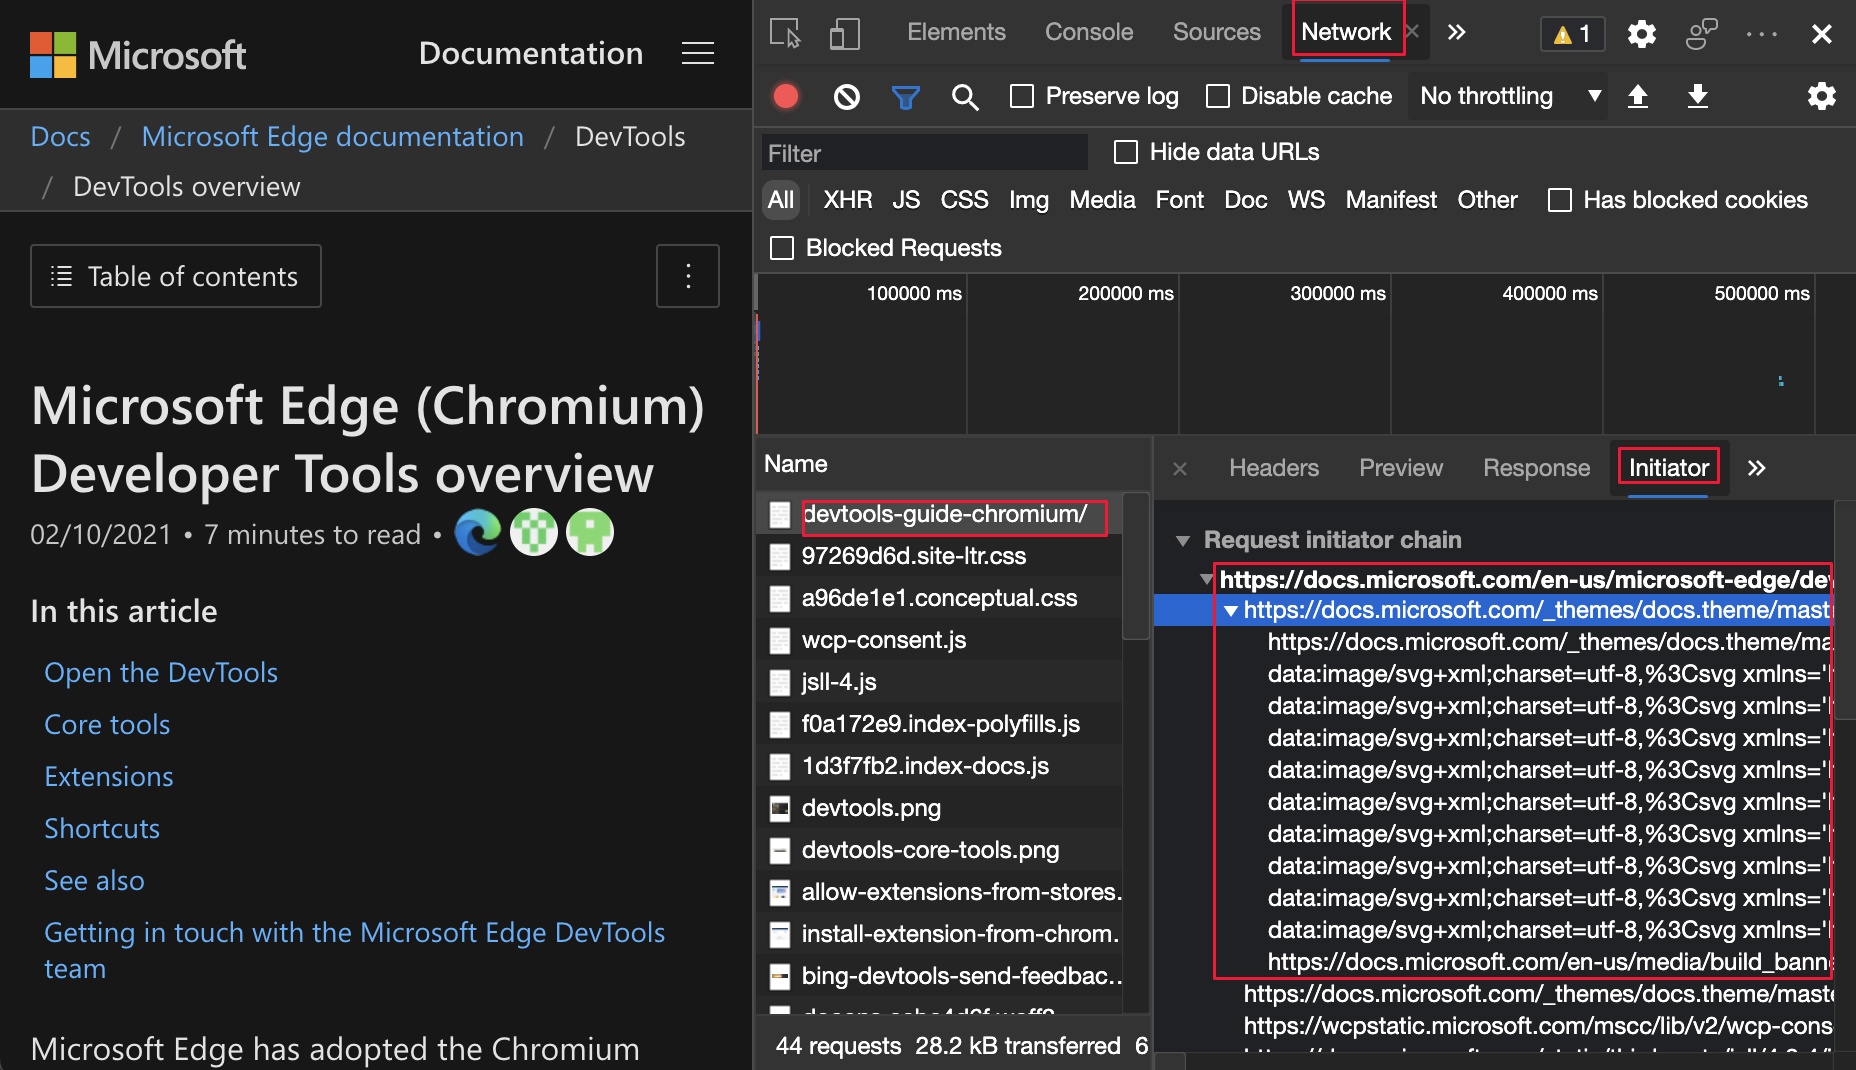 Microsoft
Documentation
Docs / Microsoft Edge documentation / DevTools
/ DevTools overview
Table of contents
Microsoft Edge (Chromium)
Developer Tools overview
02/10/2021 • 7 minutes to read •
In this article
Open the DevTools
Core tools
Extensions
Shortcuts
See also
Getting in touch with the Microsoft Edge DevTools
team
Microsoft Edge has adopted the Chromium
Elements Console Sources Network 1
Preserve log Disable cache No throttling
Filter Hide data URLs
All XHR JS CSS Img Media Font Doc WS Manifest Other Has blocked cookies
Blocked Requests
100000 ms 200000 ms 300000 ms 400000 ms 500000 ms
Name
devtools-guide-chromium/
97269d6d.site-ltr.css
a96de1e1.conceptual.css
wcp-consent.js
jsll-4.js
f0a172e9.index-polyfills.js
1d3f7fb2.index-docs.js
devtools.png
devtools-core-tools.png
allow-extensions-from-stores.
install-extension-from-chrom.
bing-devtools-send-feedbac..
44 requests 28.2 kB transferred 6
Headers Preview Response Initiator
Request initiator chain
https://docs.microsoft.com/en-us/microsoft-edge/dev
https://docs.microsoft.com/_themes/docs.theme/mast
https://docs.microsoft.com/_themes/docs.theme/ma
data:image/svg+xml;charset=utf-8,%3Csvg xmlns='h
data:image/svg+xml;charset=utf-8,%3Csvg xmlns='h
data:image/svg+xml;charset=utf-8,%3Csvg xmlns='h
data:image/svg+xml;charset=utf-8,%3Csvg xmlns='h
data:image/svg+xml;charset=utf-8,%3Csvg xmlns='h
data:image/svg+xml;charset=utf-8,%3Csvg xmlns='h
data:image/svg+xml;charset=utf-8,%3Csvg xmlns='h
data:image/svg+xml;charset=utf-8,%3Csvg xmlns='h
data:image/svg+xml;charset=utf-8,%3Csvg xmlns='h
https://docs.microsoft.com/en-us/media/build_banne
https://docs.microsoft.com/_themes/docs.theme/maste
https://wcpstatic.microsoft.com/mscc/lib/v2/wcp-cons